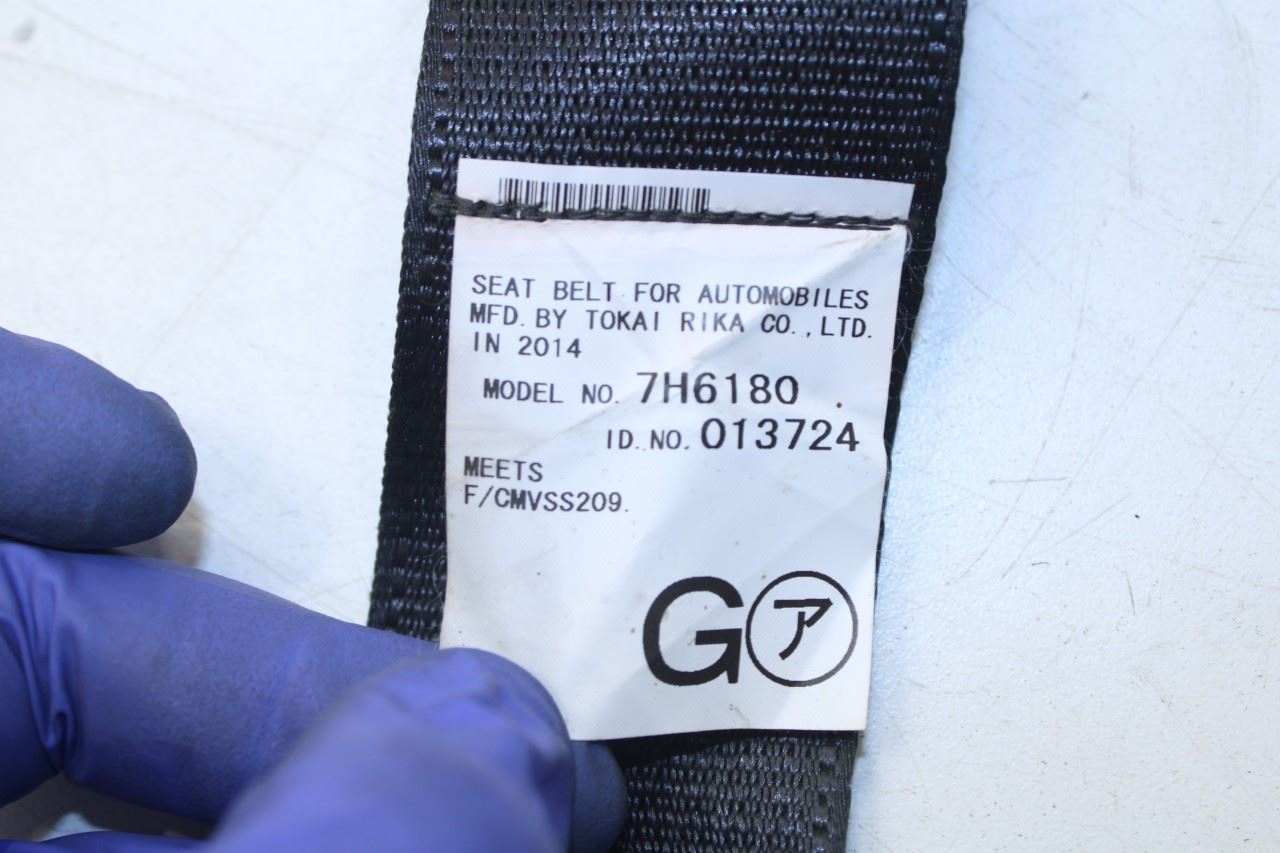 SEAT BELT FOR AUTOMOBILES
MFD. BY TOKAI RIKA CO., LTD.
IN 2014
MODEL NO. 7H6180
ID. NO. 013724
MEETS
F/CMVSS209.
G ア